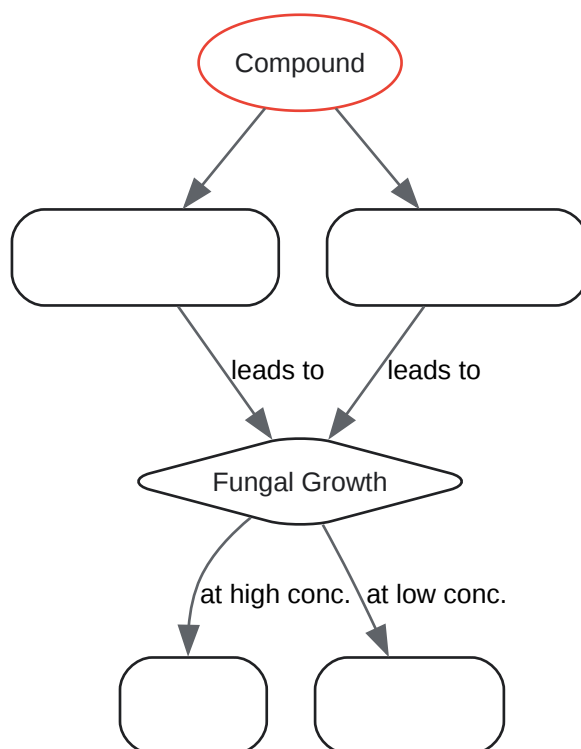 Compound
leads to
leads to
Fungal Growth
at high conc.
at low conc.